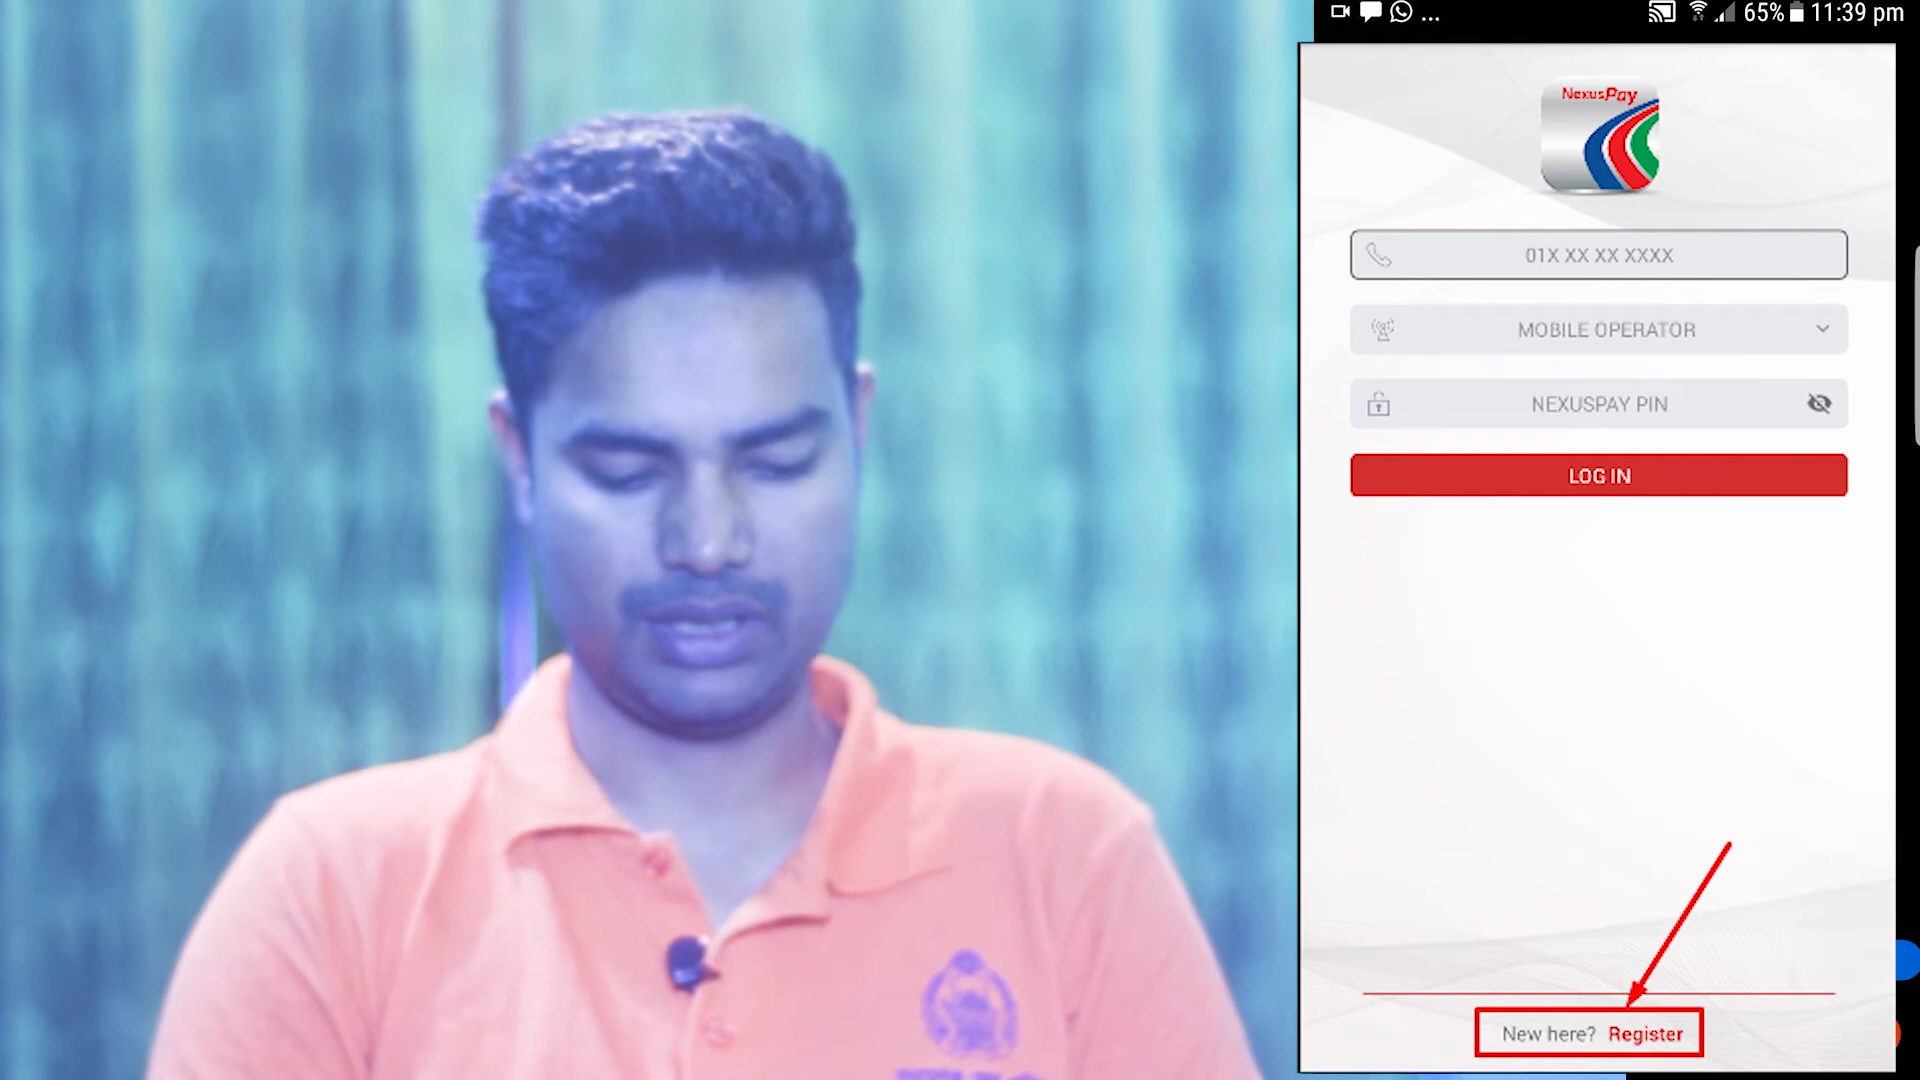 ... 65% 11:39 pm
NexusPay
01X XX XX XXXX
MOBILE OPERATOR
NEXUSPAY PIN
LOG IN
New here? Register